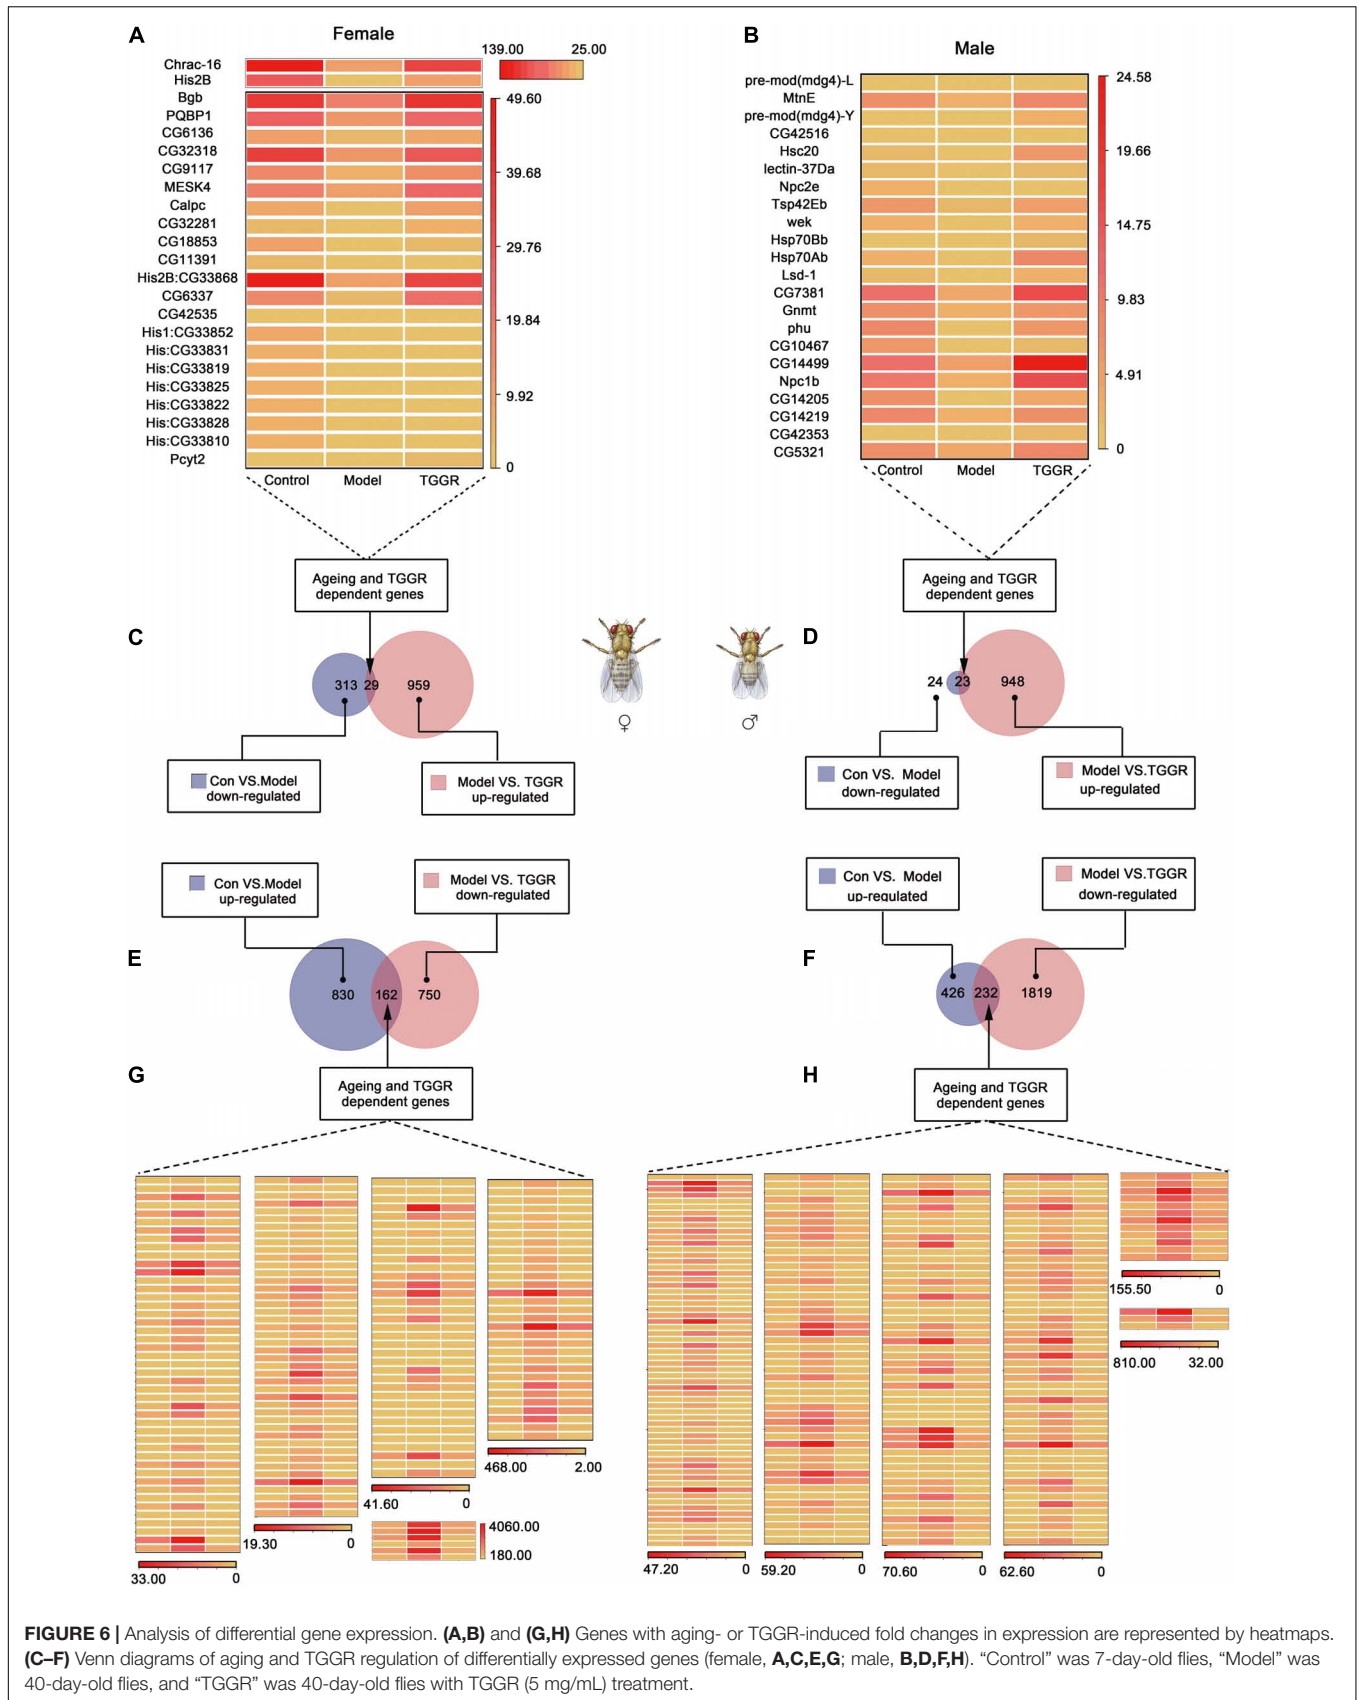 A
Female
139.00 25.00
Chrac-16
His2B
Bgb
PQBP1
CG6136
CG32318
CG9117
MESK4
Calpc
CG32281
CG18853
CG11391
His2B:CG33868
CG6337
CG42535
His1:CG33852
His:CG33831
His:CG33819
His:CG33825
His:CG33822
His:CG33828
His:CG33810
Pcyt2
49.60
39.68
29.76
19.84
9.92
0
Control Model TGGR
B
Male
pre-mod(mdg4)-L
MtnE
pre-mod(mdg4)-Y
CG42516
Hsc20
lectin-37Da
Npc2e
Tsp42Eb
wek
Hsp70Bb
Hsp70Ab
Lsd-1
CG7381
Gnmt
phu
CG10467
CG14499
Npc1b
CG14205
CG14219
CG42353
CG5321
24.58
19.66
14.75
9.83
4.91
0
Control Model TGGR
Ageing and TGGR
dependent genes
Ageing and TGGR
dependent genes
C
313 29 959
♀
♂
D
24 23 948
Con VS.Model
down-regulated
Model VS. TGGR
up-regulated
Con VS. Model
down-regulated
Model VS.TGGR
up-regulated
Con VS.Model
up-regulated
Model VS. TGGR
down-regulated
Con VS. Model
up-regulated
Model VS.TGGR
down-regulated
E
830 162 750
F
426 232 1819
G
Ageing and TGGR
dependent genes
H
Ageing and TGGR
dependent genes
33.00 0
19.30 0
41.60 0
4060.00
180.00
468.00 2.00
47.20 0
59.20 0
70.60 0
62.60 0
155.50 0
810.00 32.00
FIGURE 6 | Analysis of differential gene expression. (A,B) and (G,H) Genes with aging- or TGGR-induced fold changes in expression are represented by heatmaps.
(C–F) Venn diagrams of aging and TGGR regulation of differentially expressed genes (female, A,C,E,G; male, B,D,F,H). “Control” was 7-day-old flies, “Model” was
40-day-old flies, and “TGGR” was 40-day-old flies with TGGR (5 mg/mL) treatment.